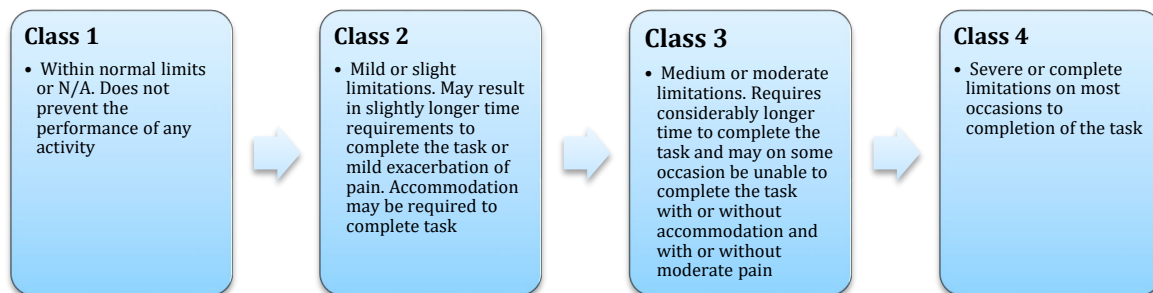 Class 1
• Within normal limits
or N/A. Does not
prevent the
performance of any
activity
Class 2
• Mild or slight
limitations. May result
in slightly longer time
requirements to
complete the task or
mild exacerbation of
pain. Accommodation
may be required to
complete task
Class 3
• Medium or moderate
limitations. Requires
considerably longer
time to complete the
task and may on some
occasion be unable to
complete the task
with or without
accommodation and
with or without
moderate pain
Class 4
• Severe or complete
limitations on most
occasions to
completion of the task